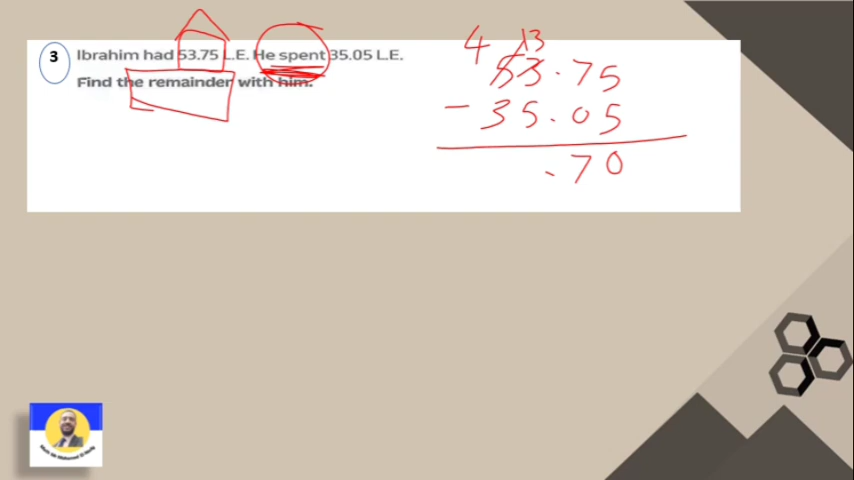 3 Ibrahim had 53.75 L.E. He spent 35.05 L.E.
Find the remainder with him.
4 13
53.75
- 35.05
.70